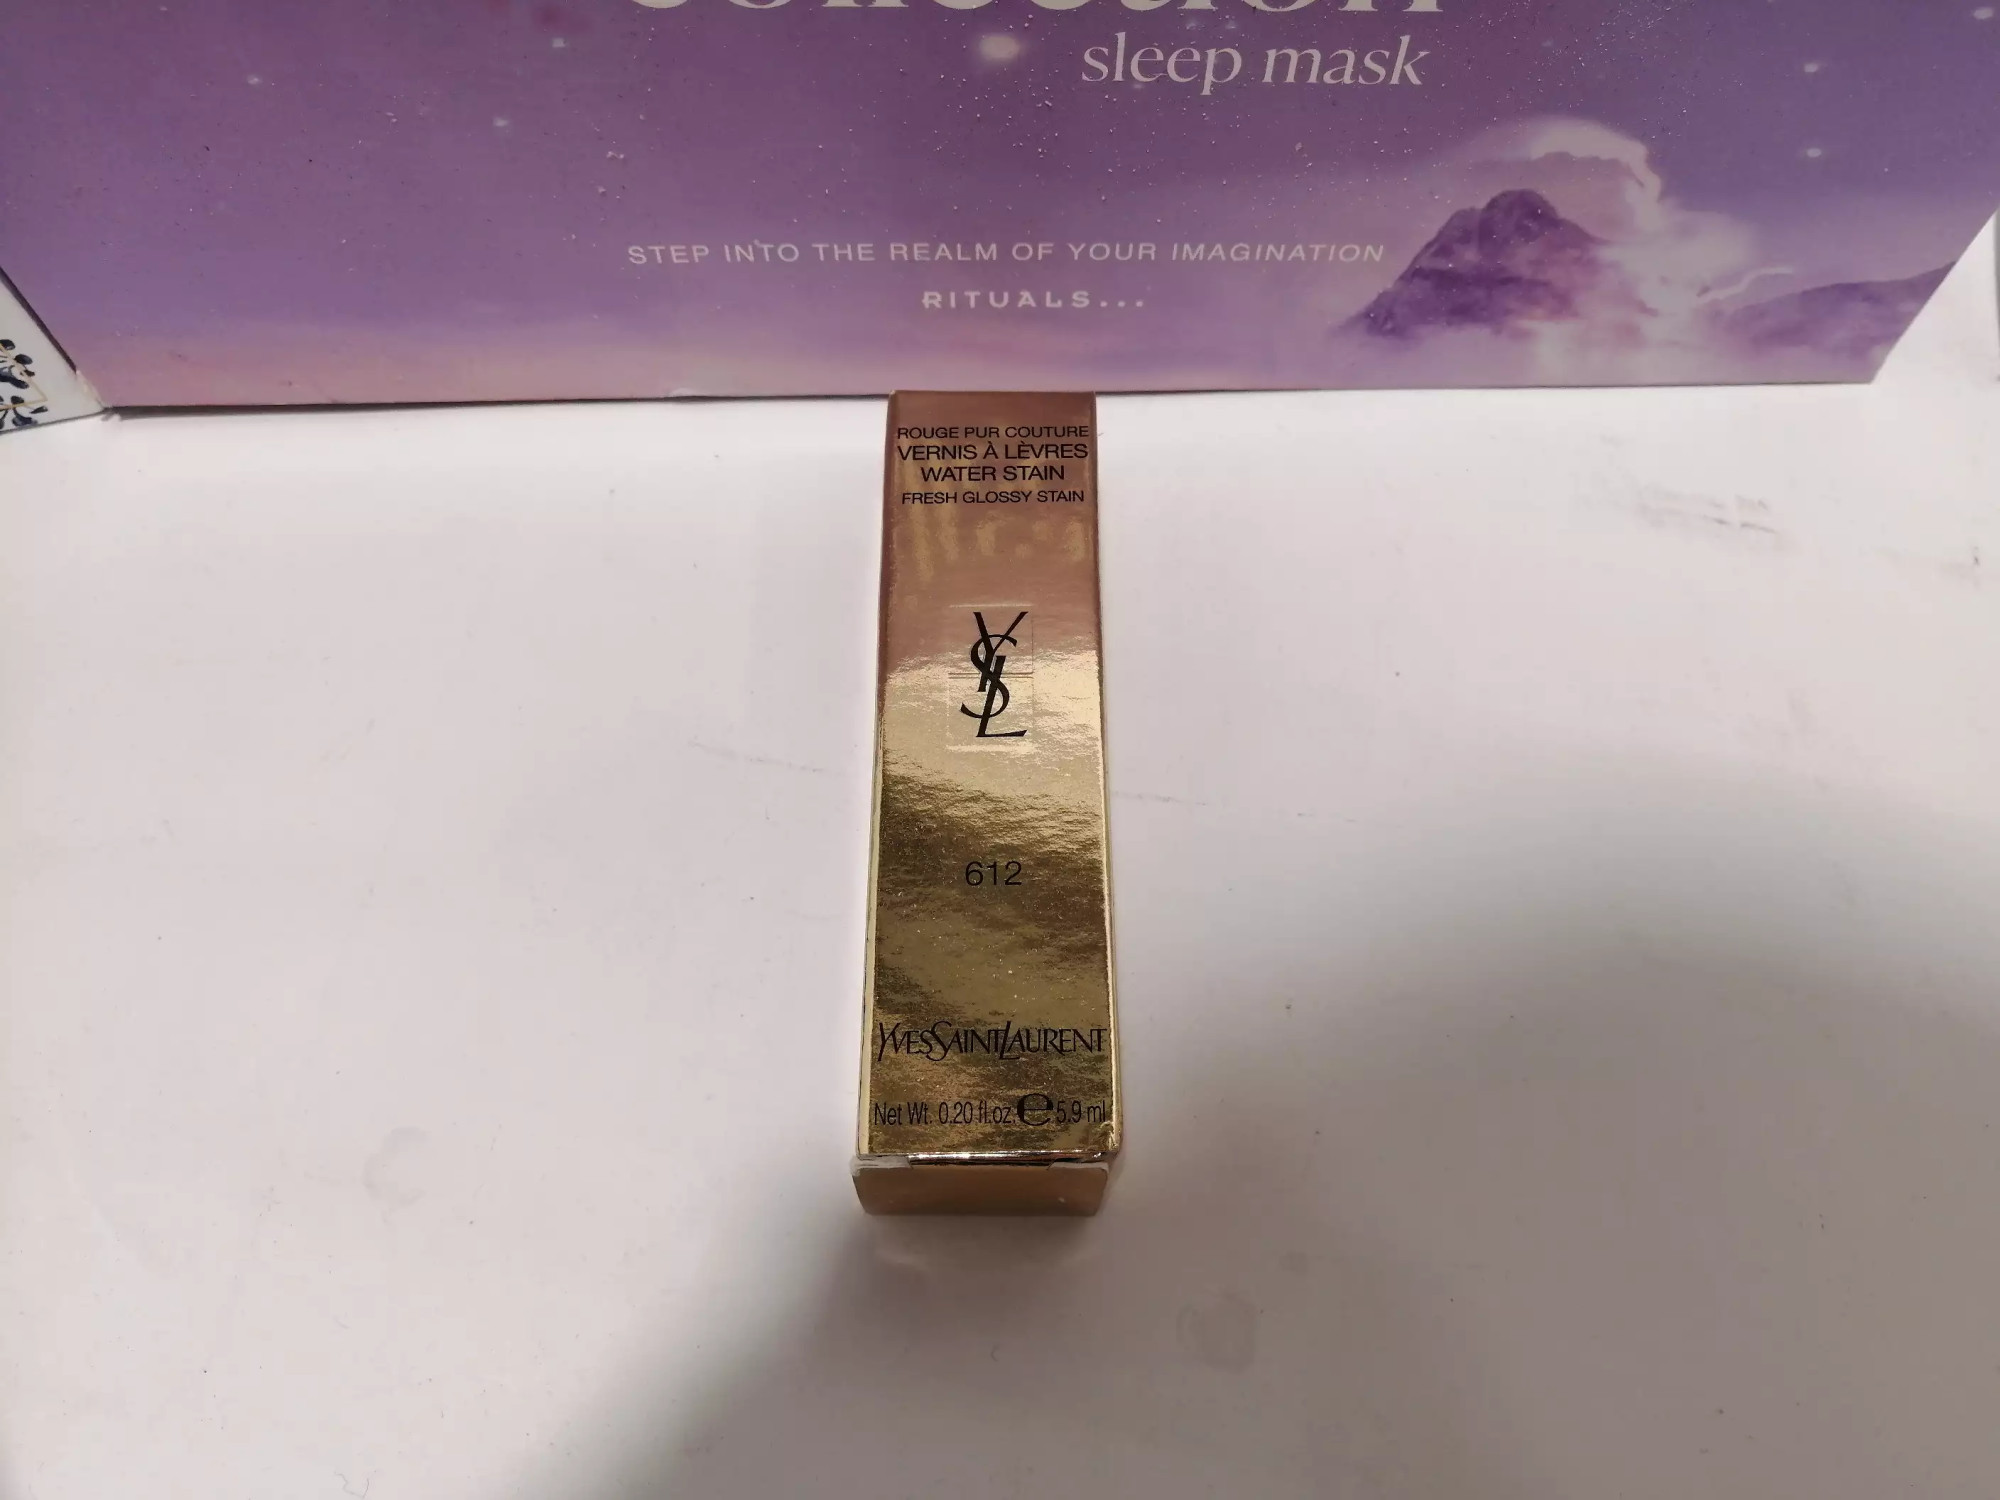 collection
sleep mask
STEP INTO THE REALM OF YOUR IMAGINATION
RITUALS...
ROUGE PUR COUTURE
VERNIS À LÈVRES
WATER STAIN
FRESH GLOSSY STAIN
YSL
612
YVESSAINTLAURENT
Net Wt. 0.20 fl.oz. ℮ 5.9 ml